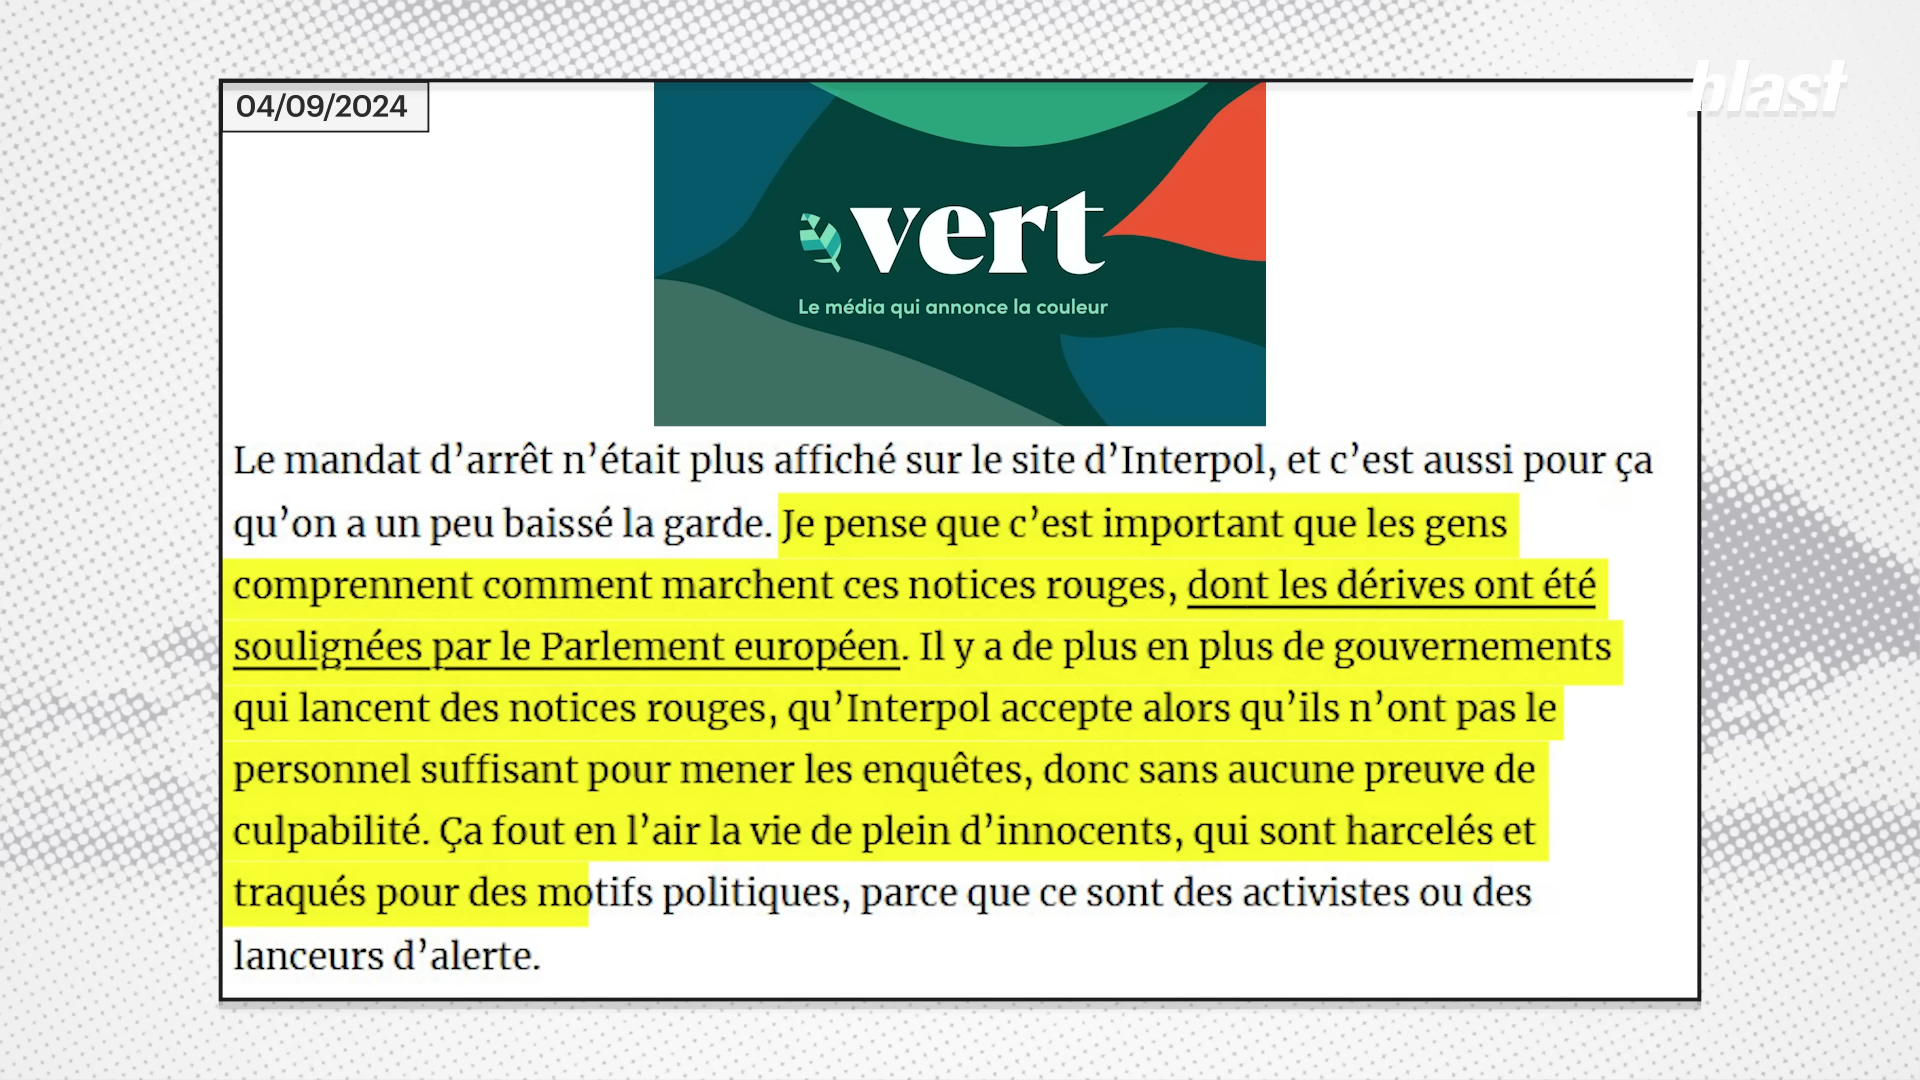 04/09/2024
blast
vert
Le média qui annonce la couleur
Le mandat d’arrêt n’était plus affiché sur le site d’Interpol, et c’est aussi pour ça
qu’on a un peu baissé la garde. Je pense que c’est important que les gens
comprennent comment marchent ces notices rouges, dont les dérives ont été
soulignées par le Parlement européen. Il y a de plus en plus de gouvernements
qui lancent des notices rouges, qu’Interpol accepte alors qu’ils n’ont pas le
personnel suffisant pour mener les enquêtes, donc sans aucune preuve de
culpabilité. Ça fout en l’air la vie de plein d’innocents, qui sont harcelés et
traqués pour des motifs politiques, parce que ce sont des activistes ou des
lanceurs d’alerte.